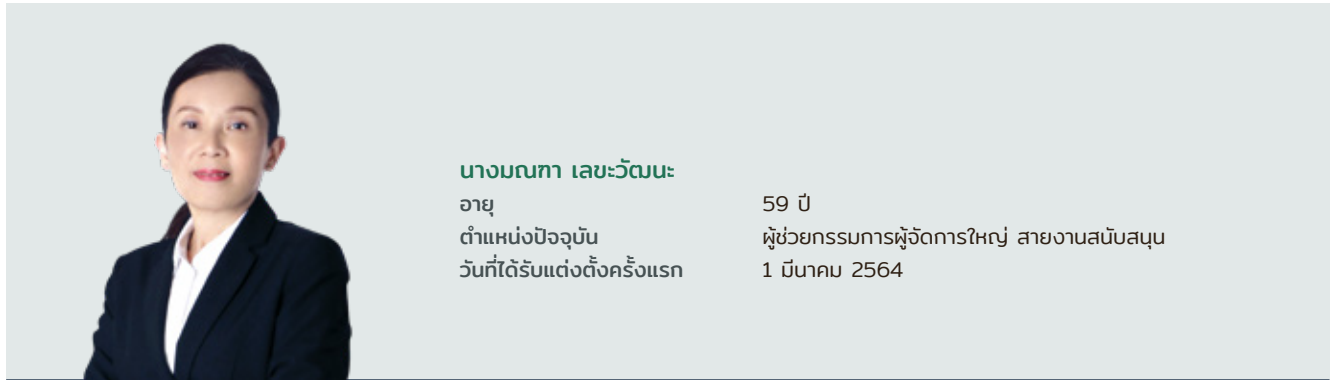 นางมณฑา เลขะวัฒนะ
อายุ 59 ปี
ตำแหน่งปัจจุบัน ผู้ช่วยกรรมการผู้จัดการใหญ่ สายงานสนับสนุน
วันที่ได้รับแต่งตั้งครั้งแรก 1 มีนาคม 2564